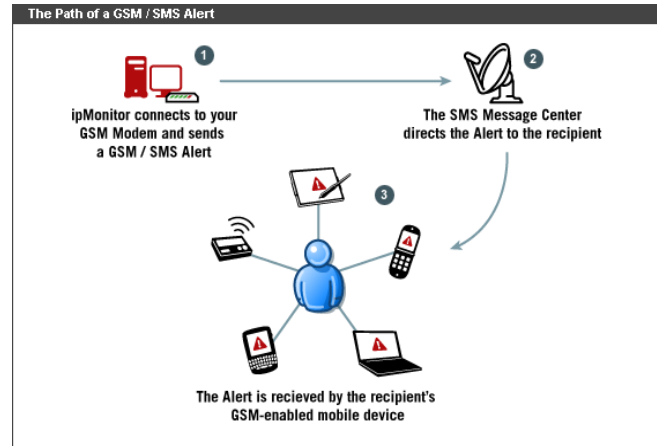 The Path of a GSM / SMS Alert
1
ipMonitor connects to your
GSM Modem and sends
a GSM / SMS Alert
2
The SMS Message Center
directs the Alert to the recipient
3
The Alert is recieved by the recipient's
GSM-enabled mobile device